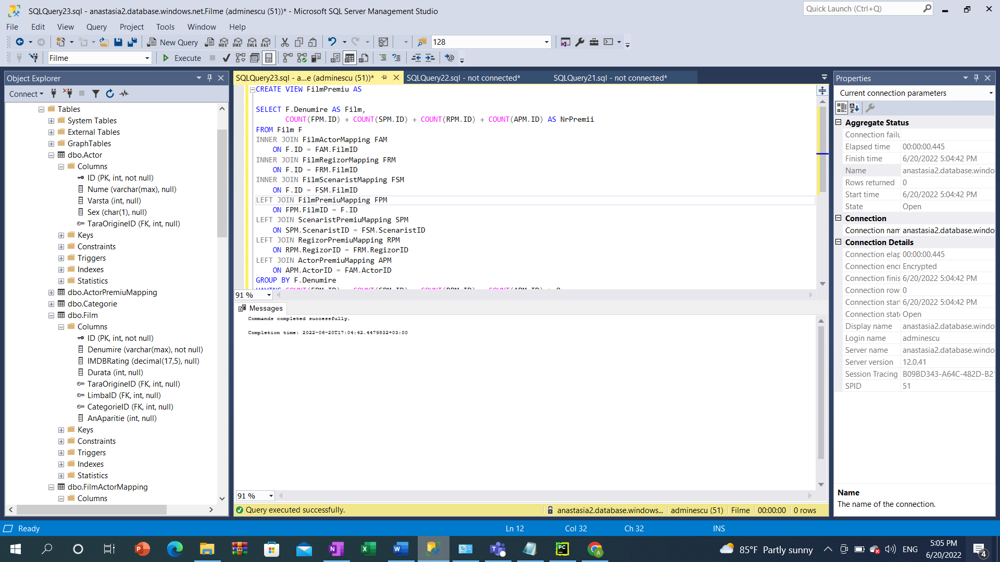 SQLQuery23.sql - anastasia2.database.windows.net.Filme (adminescu (51))* - Microsoft SQL Server Management Studio
Quick Launch (Ctrl+Q)
File Edit View Query Project Tools Window Help
New Query
MDX DMX XMLA DAX
128
Filme
Execute
Object Explorer
Connect
Tables
System Tables
External Tables
GraphTables
dbo.Actor
Columns
ID (PK, int, not null)
Nume (varchar(max), null)
Varsta (int, null)
Sex (char(1), null)
TaraOrigineID (FK, int, null)
Keys
Constraints
Triggers
Indexes
Statistics
dbo.ActorPremiuMapping
dbo.Categorie
dbo.Film
Columns
ID (PK, int, not null)
Denumire (varchar(max), not null)
IMDBRating (decimal(17,5), null)
Durata (int, null)
TaraOrigineID (FK, int, null)
LimbaID (FK, int, null)
CategorieID (FK, int, null)
AnAparitie (int, null)
Keys
Constraints
Triggers
Indexes
Statistics
dbo.FilmActorMapping
Columns
SQLQuery23.sql - a...e (adminescu (51))* SQLQuery22.sql - not connected* SQLQuery21.sql - not connected*
CREATE VIEW FilmPremiu AS
SELECT F.Denumire AS Film,
COUNT(FPM.ID) + COUNT(SPM.ID) + COUNT(RPM.ID) + COUNT(APM.ID) AS NrPremii
FROM Film F
INNER JOIN FilmActorMapping FAM
ON F.ID = FAM.FilmID
INNER JOIN FilmRegizorMapping FRM
ON F.ID = FRM.FilmID
INNER JOIN FilmScenaristMapping FSM
ON F.ID = FSM.FilmID
LEFT JOIN FilmPremiuMapping FPM
ON FPM.FilmID = F.ID
LEFT JOIN ScenaristPremiuMapping SPM
ON SPM.ScenaristID = FSM.ScenaristID
LEFT JOIN RegizorPremiuMapping RPM
ON RPM.RegizorID = FRM.RegizorID
LEFT JOIN ActorPremiuMapping APM
ON APM.ActorID = FAM.ActorID
GROUP BY F.Denumire
91 %
Messages
Commands completed successfully.
Completion time: 2022-06-20T17:04:42.4479832+03:00
91 %
Query executed successfully. anastasia2.database.windows... adminescu (51) Filme 00:00:00 0 rows
Properties
Current connection parameters
Aggregate Status
Connection failu
Elapsed time 00:00:00.445
Finish time 6/20/2022 5:04:42 PM
Name anastasia2.database.windo
Rows returned 0
Start time 6/20/2022 5:04:42 PM
State Open
Connection
Connection nam anastasia2.database.windo
Connection Details
Connection elap 00:00:00.445
Connection encr Encrypted
Connection finis 6/20/2022 5:04:42 PM
Connection row 0
Connection start 6/20/2022 5:04:42 PM
Connection stat Open
Display name anastasia2.database.windo
Login name adminescu
Server name anastasia2.database.windo
Server version 12.0.41
Session Tracing B09BD343-A64C-482D-B2
SPID 51
Name
The name of the connection.
Ready Ln 12 Col 32 Ch 32 INS
85°F Partly sunny ENG
5:05 PM
6/20/2022
4